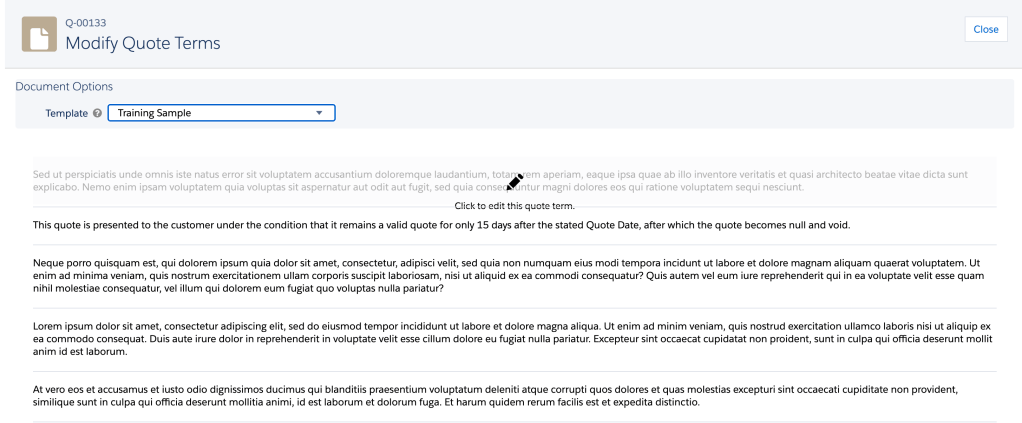 Q-00133
Modify Quote Terms
Close
Document Options
Template
Training Sample
Sed ut perspiciatis unde omnis iste natus error sit voluptatem accusantium doloremque laudantium, totam rem aperiam, eaque ipsa quae ab illo inventore veritatis et quasi architecto beatae vitae dicta sunt
explicabo. Nemo enim ipsam voluptatem quia voluptas sit aspernatur aut odit aut fugit, sed quia consequuntur magni dolores eos qui ratione voluptatem sequi nesciunt.
Click to edit this quote term.
This quote is presented to the customer under the condition that it remains a valid quote for only 15 days after the stated Quote Date, after which the quote becomes null and void.
Neque porro quisquam est, qui dolorem ipsum quia dolor sit amet, consectetur, adipisci velit, sed quia non numquam eius modi tempora incidunt ut labore et dolore magnam aliquam quaerat voluptatem. Ut
enim ad minima veniam, quis nostrum exercitationem ullam corporis suscipit laboriosam, nisi ut aliquid ex ea commodi consequatur? Quis autem vel eum iure reprehenderit qui in ea voluptate velit esse quam
nihil molestiae consequatur, vel illum qui dolorem eum fugiat quo voluptas nulla pariatur?
Lorem ipsum dolor sit amet, consectetur adipiscing elit, sed do eiusmod tempor incididunt ut labore et dolore magna aliqua. Ut enim ad minim veniam, quis nostrud exercitation ullamco laboris nisi ut aliquip ex
ea commodo consequat. Duis aute irure dolor in reprehenderit in voluptate velit esse cillum dolore eu fugiat nulla pariatur. Excepteur sint occaecat cupidatat non proident, sunt in culpa qui officia deserunt mollit
anim id est laborum.
At vero eos et accusamus et iusto odio dignissimos ducimus qui blanditiis praesentium voluptatum deleniti atque corrupti quos dolores et quas molestias excepturi sint occaecati cupiditate non provident,
similique sunt in culpa qui officia deserunt mollitia animi, id est laborum et dolorum fuga. Et harum quidem rerum facilis est et expedita distinctio.